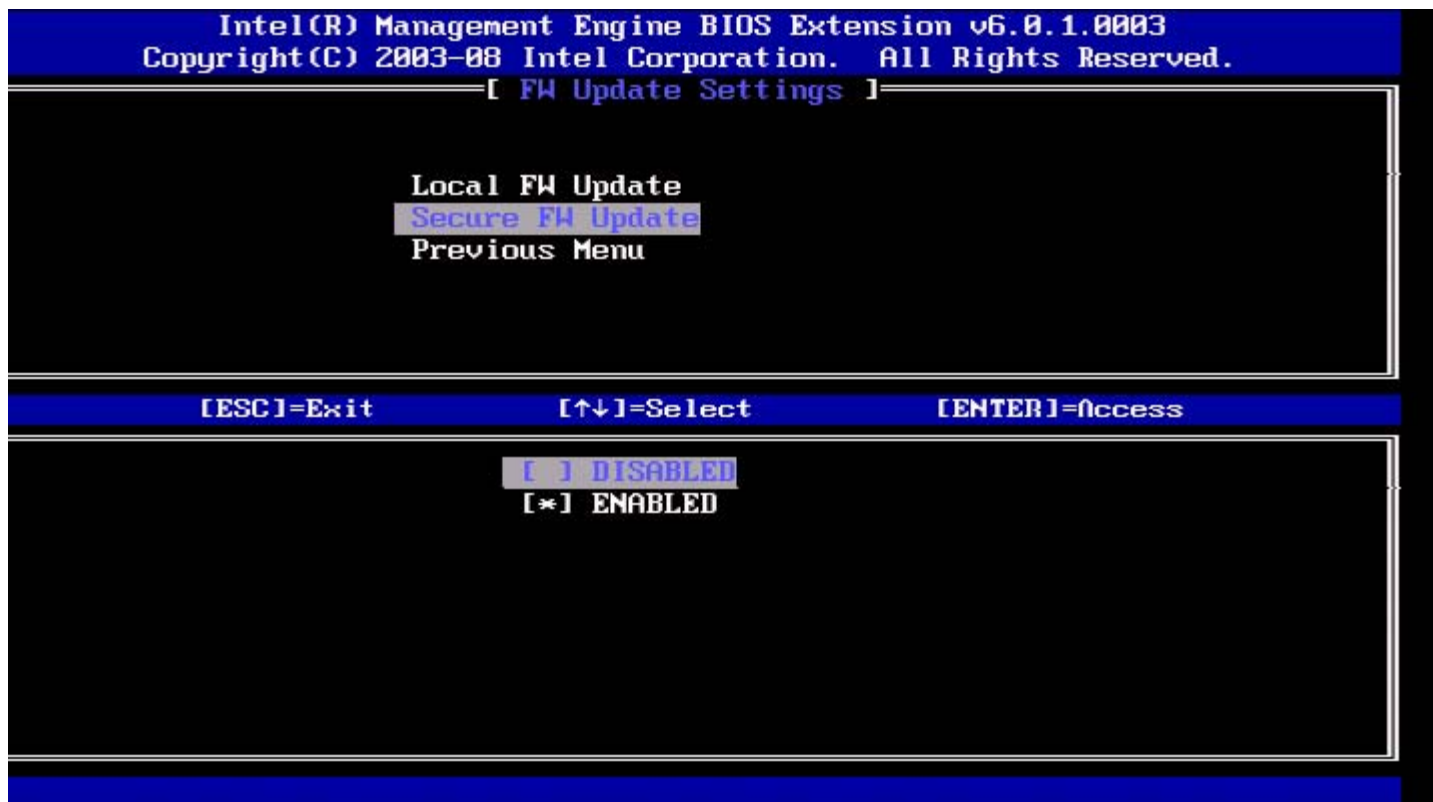 Intel(R) Management Engine BIOS Extension v6.0.1.0003
Copyright(C) 2003-08 Intel Corporation. All Rights Reserved.
[ FW Update Settings ]
Local FW Update
Secure FW Update
Previous Menu
[ESC]=Exit [↑↓]=Select [ENTER]=Access
[ ] DISABLED
[*] ENABLED